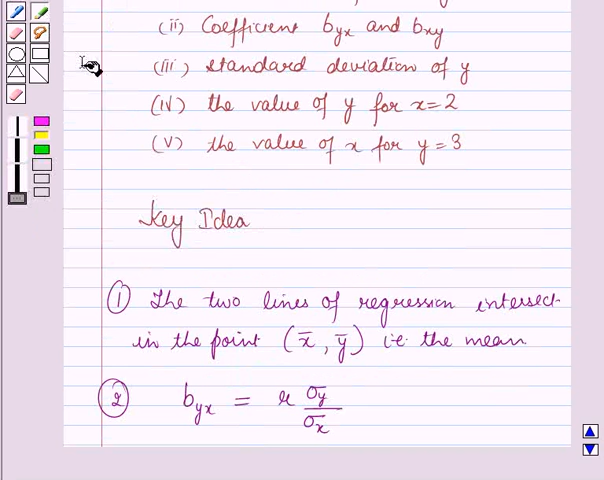 (ii) Coefficient byx and bxy
(iii) standard deviation of y
(iv) the value of y for x=2
(v) the value of x for y=3
Key Idea
① The two lines of regression intersect
in the point (x̄, ȳ) i.e. the mean
② byx = r σy/σx